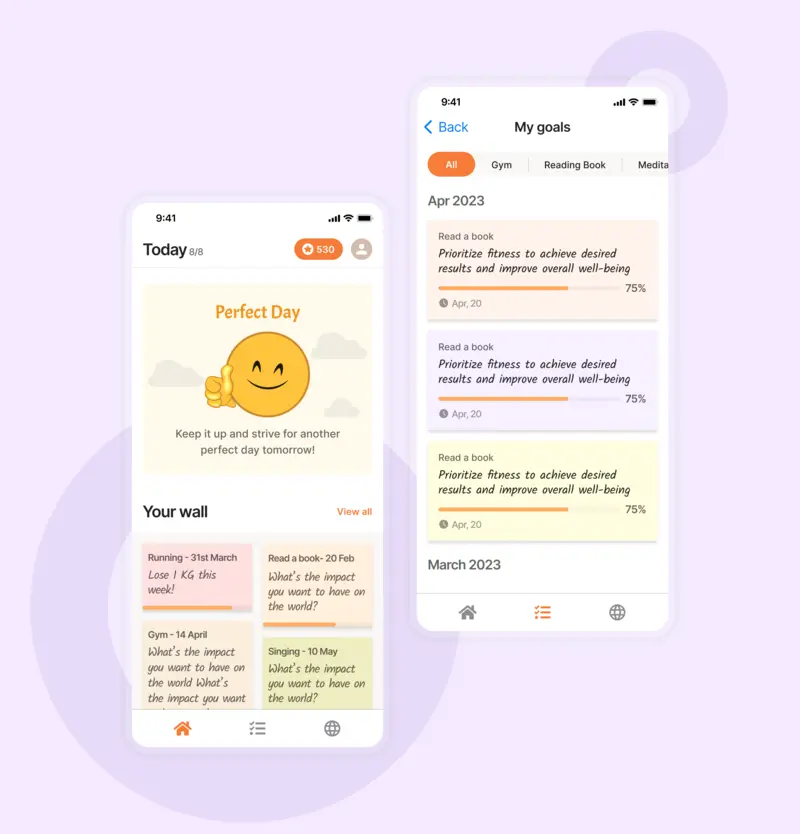 9:41
Today 8/8
530
Perfect Day
Keep it up and strive for another
perfect day tomorrow!
Your wall
View all
Running - 31st March
Lose 1 KG this
week!
Read a book- 20 Feb
What's the impact
you want to have on
the world?
Gym - 14 April
What's the impact
you want to have on
the world What's
the impact you want
Singing - 10 May
What's the impact
you want to have on
the world?
9:41
Back
My goals
All
Gym
Reading Book
Medita
Apr 2023
Read a book
Prioritize fitness to achieve desired
results and improve overall well-being
75%
Apr, 20
Read a book
Prioritize fitness to achieve desired
results and improve overall well-being
75%
Apr, 20
Read a book
Prioritize fitness to achieve desired
results and improve overall well-being
75%
Apr, 20
March 2023